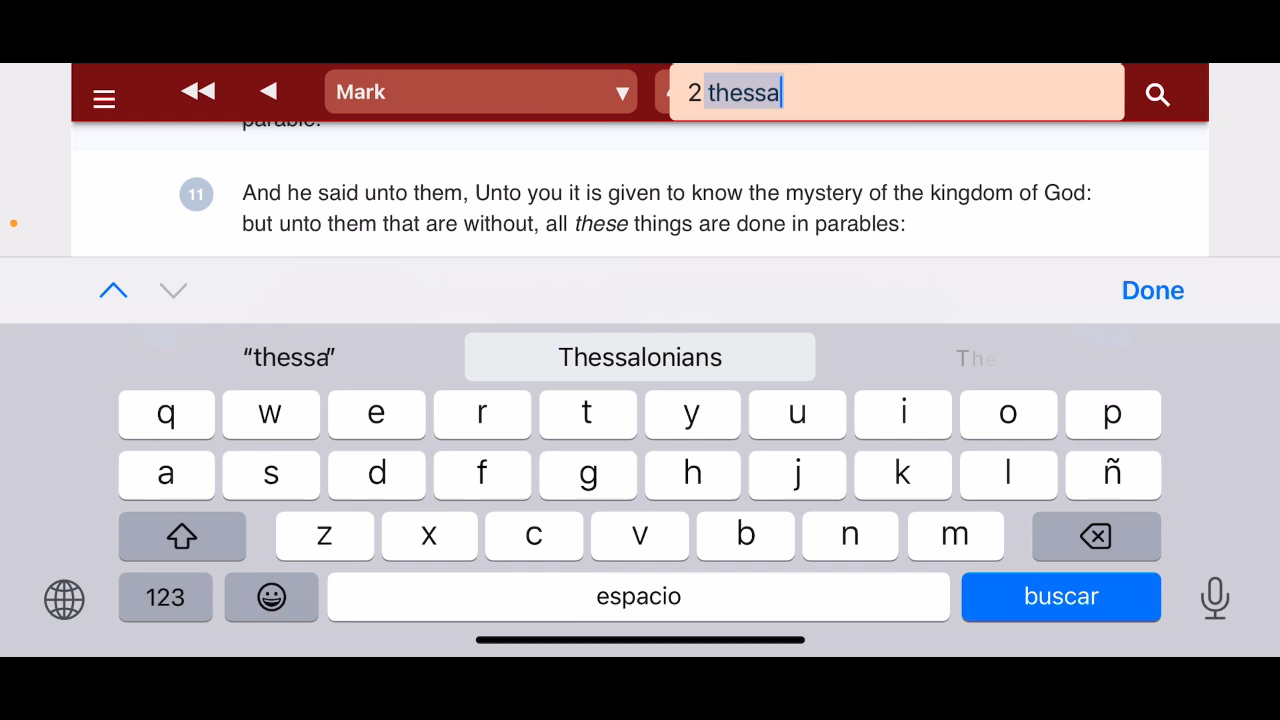 Mark ▼ 2 thessa
parable:
11 And he said unto them, Unto you it is given to know the mystery of the kingdom of God:
but unto them that are without, all these things are done in parables:
Done
“thessa” Thessalonians The
q w e r t y u i o p
a s d f g h j k l ñ
z x c v b n m
123 espacio buscar